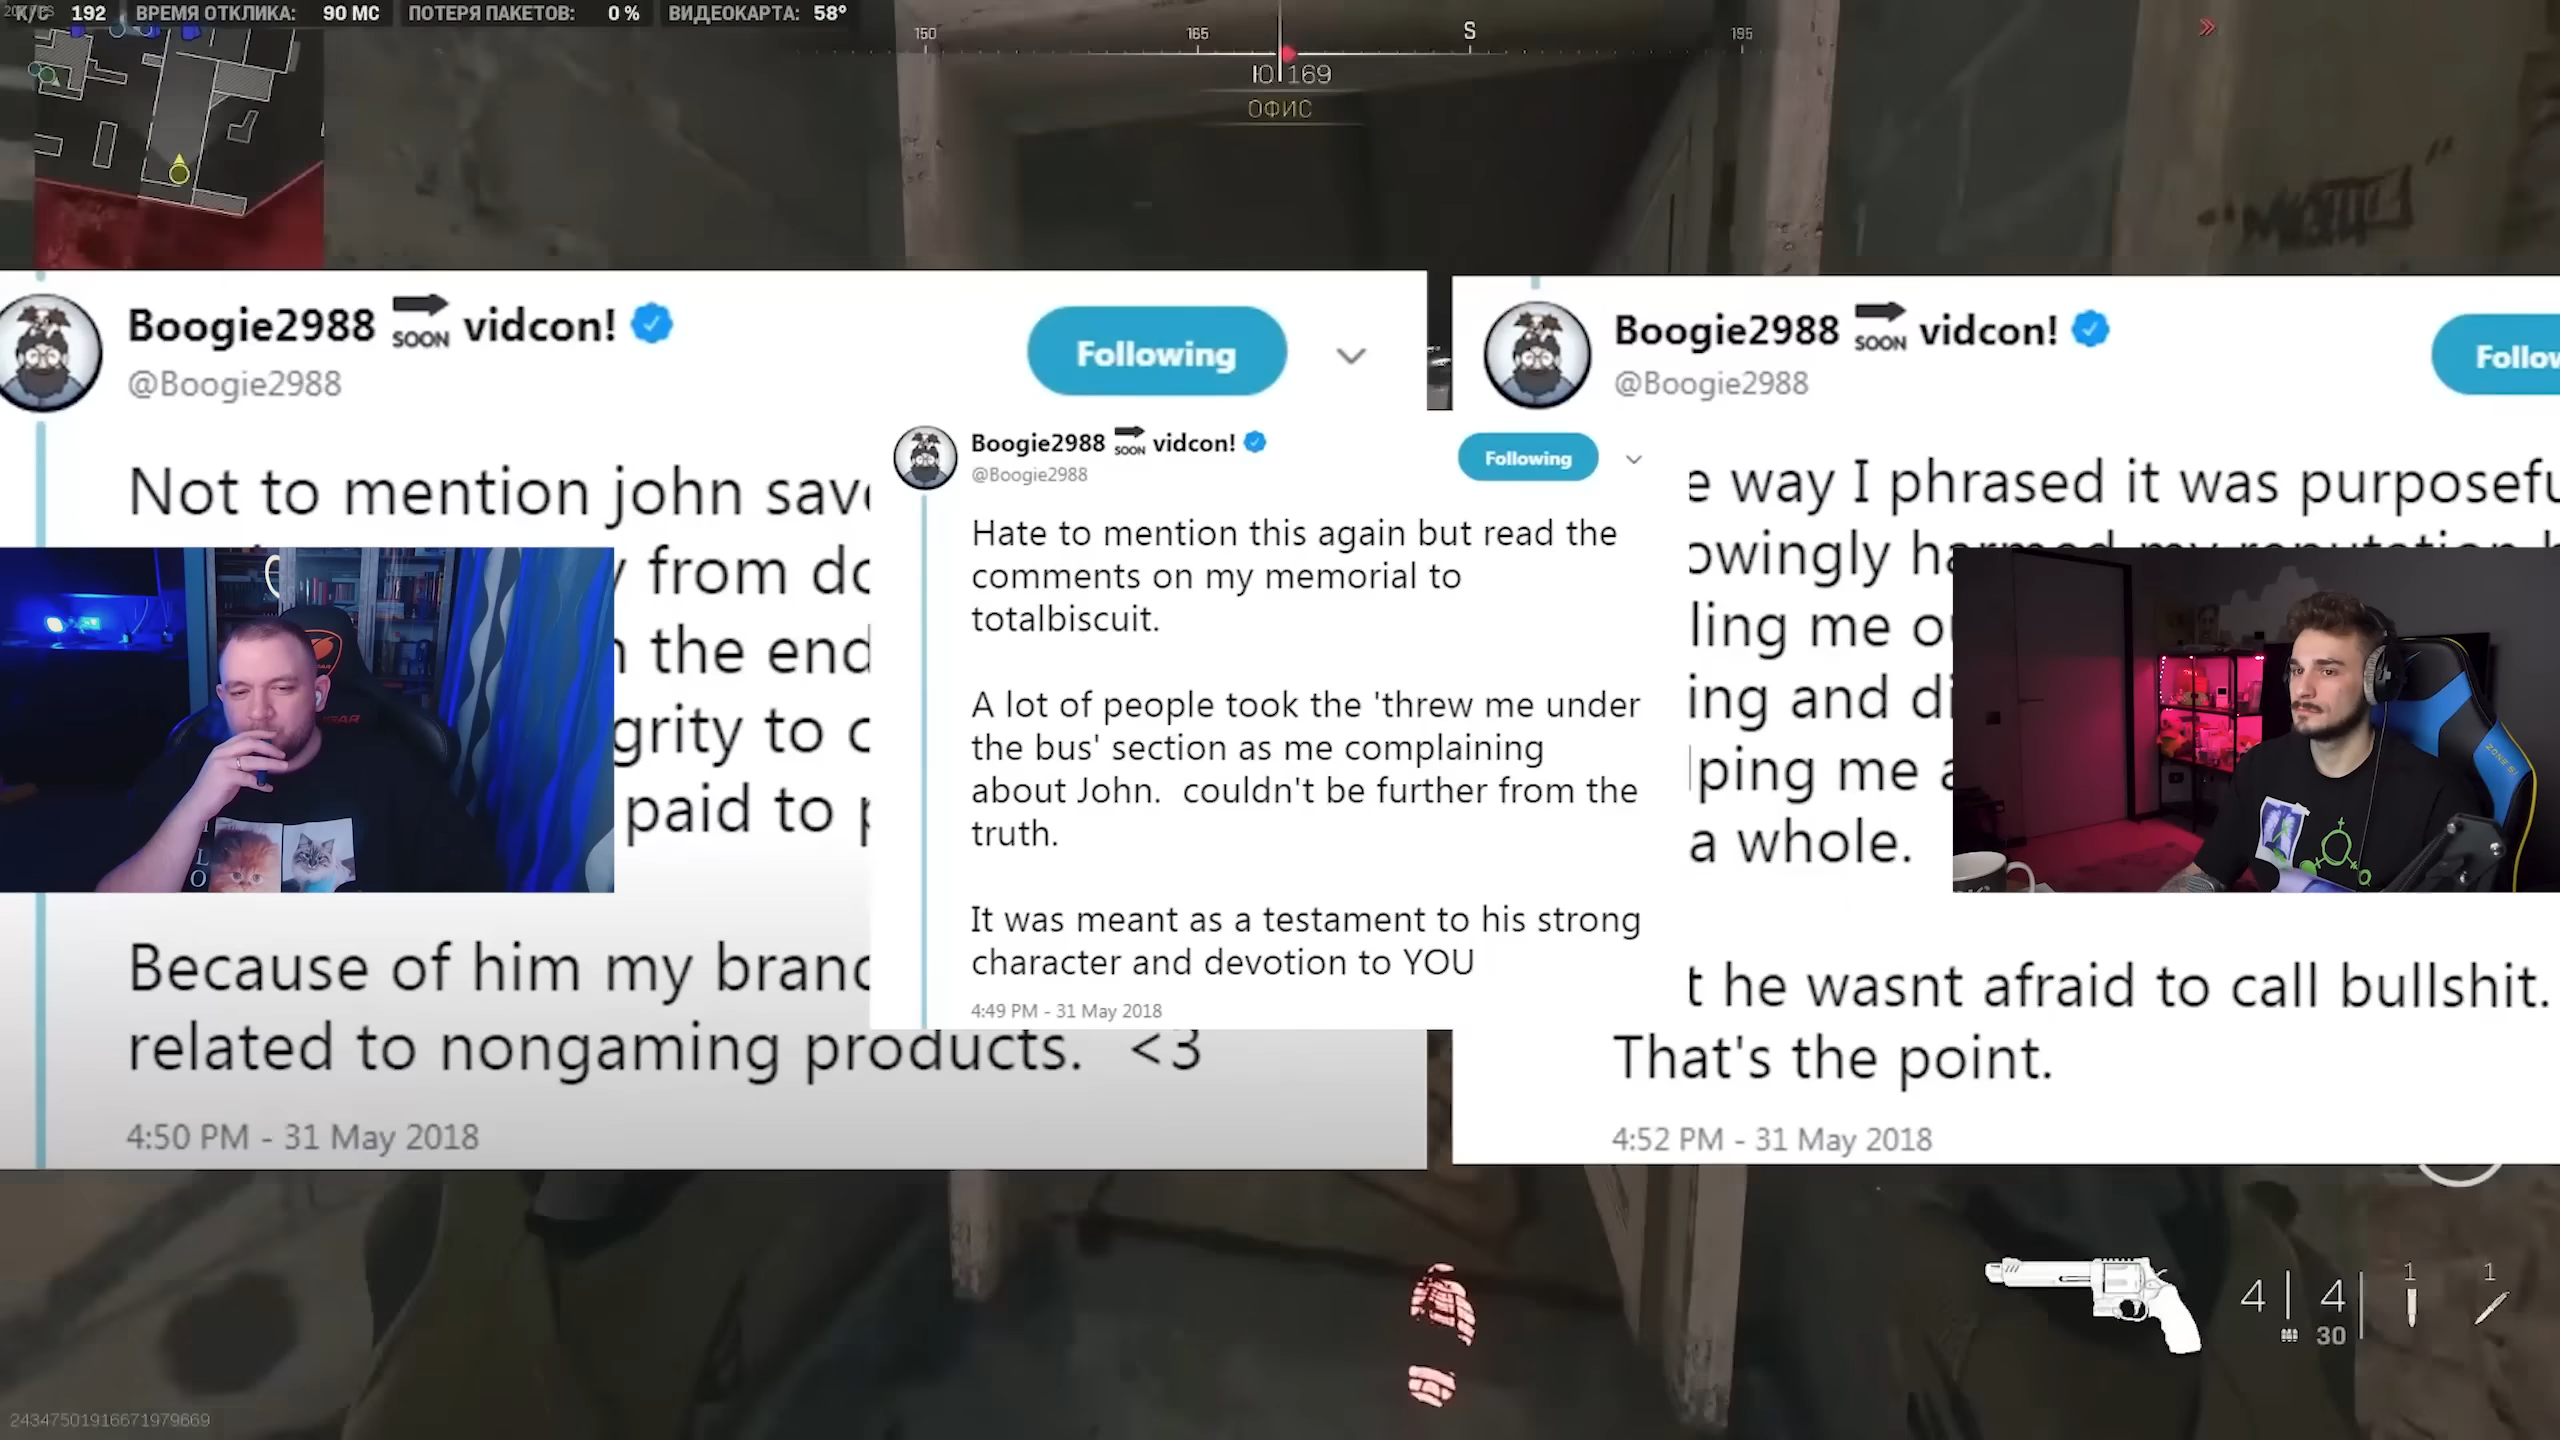 К/С 192 ВРЕМЯ ОТКЛИКА: 90 МС ПОТЕРЯ ПАКЕТОВ: 0 % ВИДЕОКАРТА: 58°
150 165 S 195
Ю 169
ОФИС
Boogie2988 SOON vidcon!
@Boogie2988
Following
Not to mention john
from
the end
grity to
paid to
Because of him my
related to nongaming products. <3
4:50 PM - 31 May 2018
Boogie2988 SOON vidcon!
@Boogie2988
Following
Hate to mention this again but read the
comments on my memorial to
totalbiscuit.
A lot of people took the 'threw me under
the bus' section as me complaining
about John. couldn't be further from the
truth.
It was meant as a testament to his strong
character and devotion to YOU
4:49 PM - 31 May 2018
Boogie2988 SOON vidcon!
@Boogie2988
Follow
e way I phrased it was
owingly harmed my reputation
ling me
ing and
ping me
a whole.
t he wasnt afraid to call bullshit.
That's the point.
4:52 PM - 31 May 2018
4 4 1 1
30
24347501916671979669